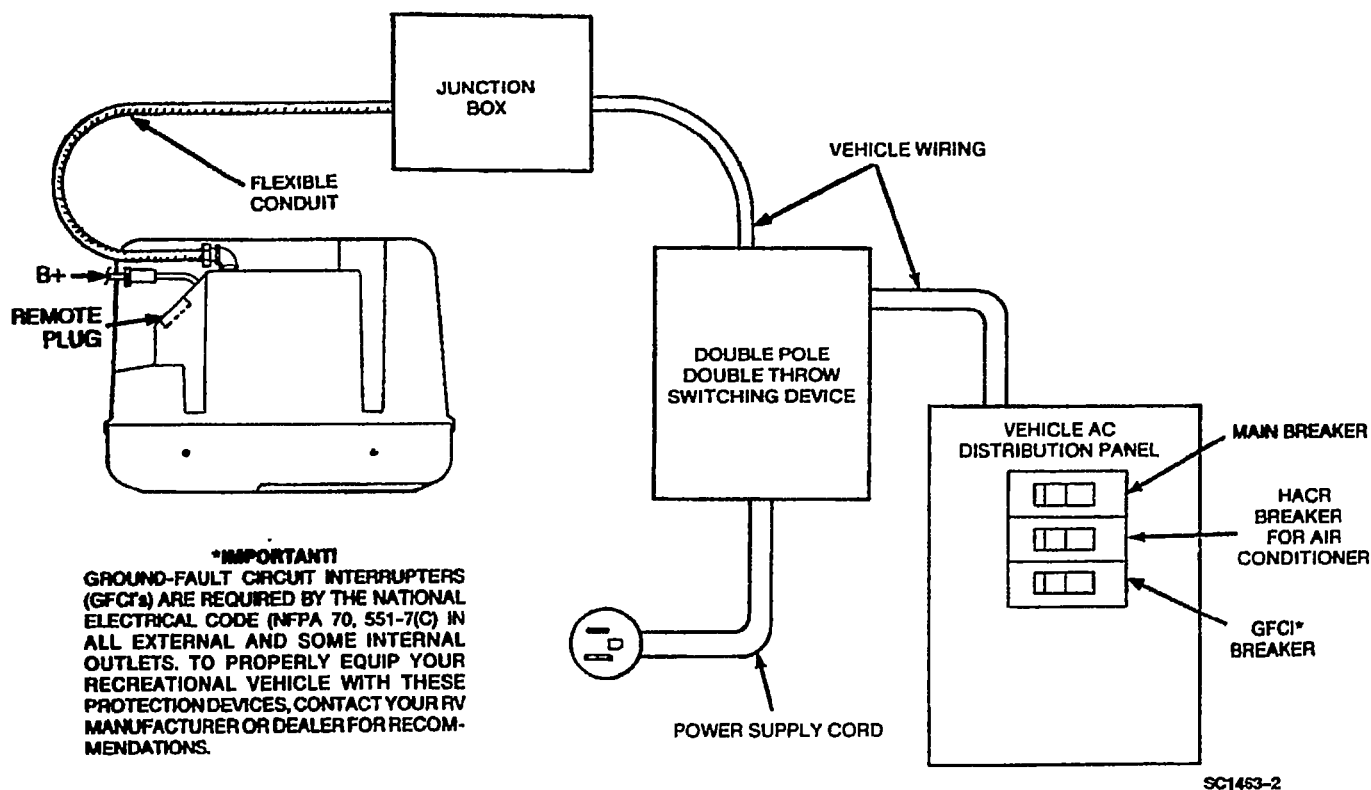 JUNCTION
BOX
VEHICLE WIRING
FLEXIBLE
CONDUIT
B+
REMOTE
PLUG
DOUBLE POLE
DOUBLE THROW
SWITCHING DEVICE
VEHICLE AC
DISTRIBUTION PANEL
MAIN BREAKER
HACR
BREAKER
FOR AIR
CONDITIONER
GFCI*
BREAKER
*IMPORTANT!
GROUND-FAULT CIRCUIT INTERRUPTERS
(GFCI's) ARE REQUIRED BY THE NATIONAL
ELECTRICAL CODE (NFPA 70, 551-7(C) IN
ALL EXTERNAL AND SOME INTERNAL
OUTLETS. TO PROPERLY EQUIP YOUR
RECREATIONAL VEHICLE WITH THESE
PROTECTION DEVICES, CONTACT YOUR RV
MANUFACTURER OR DEALER FOR RECOM-
MENDATIONS.
POWER SUPPLY CORD
SC1463-2